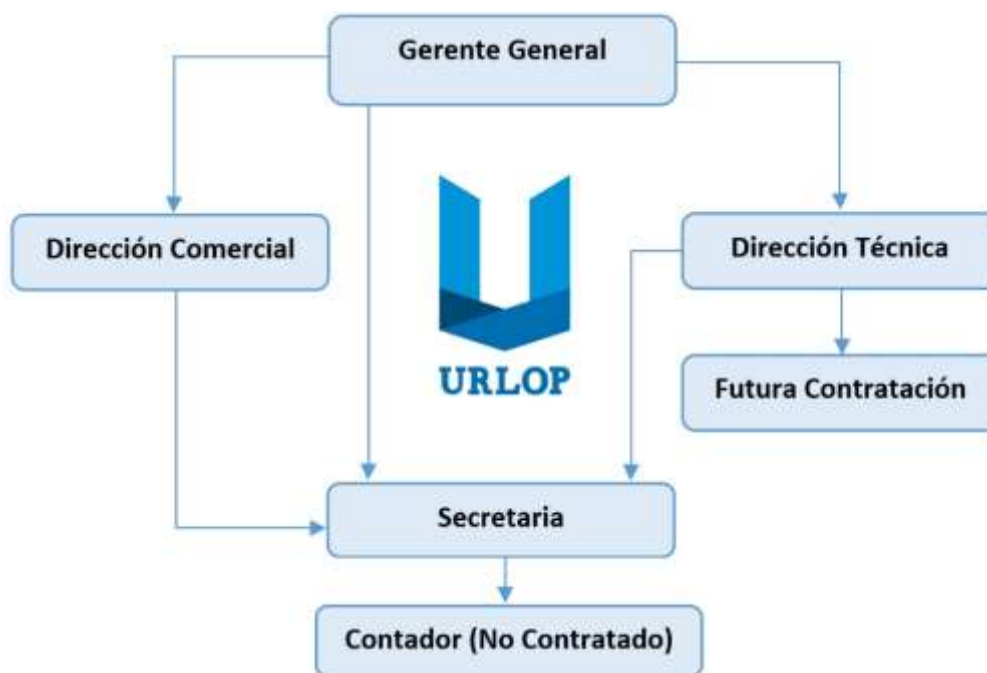 Gerente General
Dirección Comercial
Dirección Técnica
URLOP
Futura Contratación
Secretaria
Contador (No Contratado)